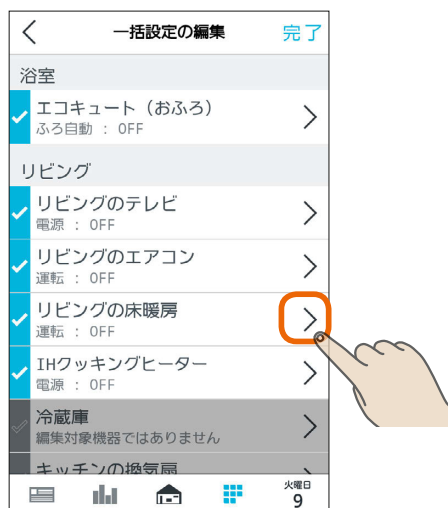 一括設定の編集
完了
浴室
エコキュート（おふろ）
ふろ自動 : OFF
リビング
リビングのテレビ
電源 : OFF
リビングのエアコン
運転 : OFF
リビングの床暖房
運転 : OFF
IHクッキングヒーター
電源 : OFF
冷蔵庫
編集対象機器ではありません
キッチンの換気扇
火曜日
9